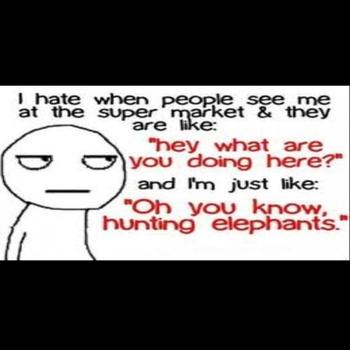 I hate when people see me
at the super market & they
are like:
"hey what are
you doing here?"
and I'm just like:
"Oh you know,
hunting elephants."